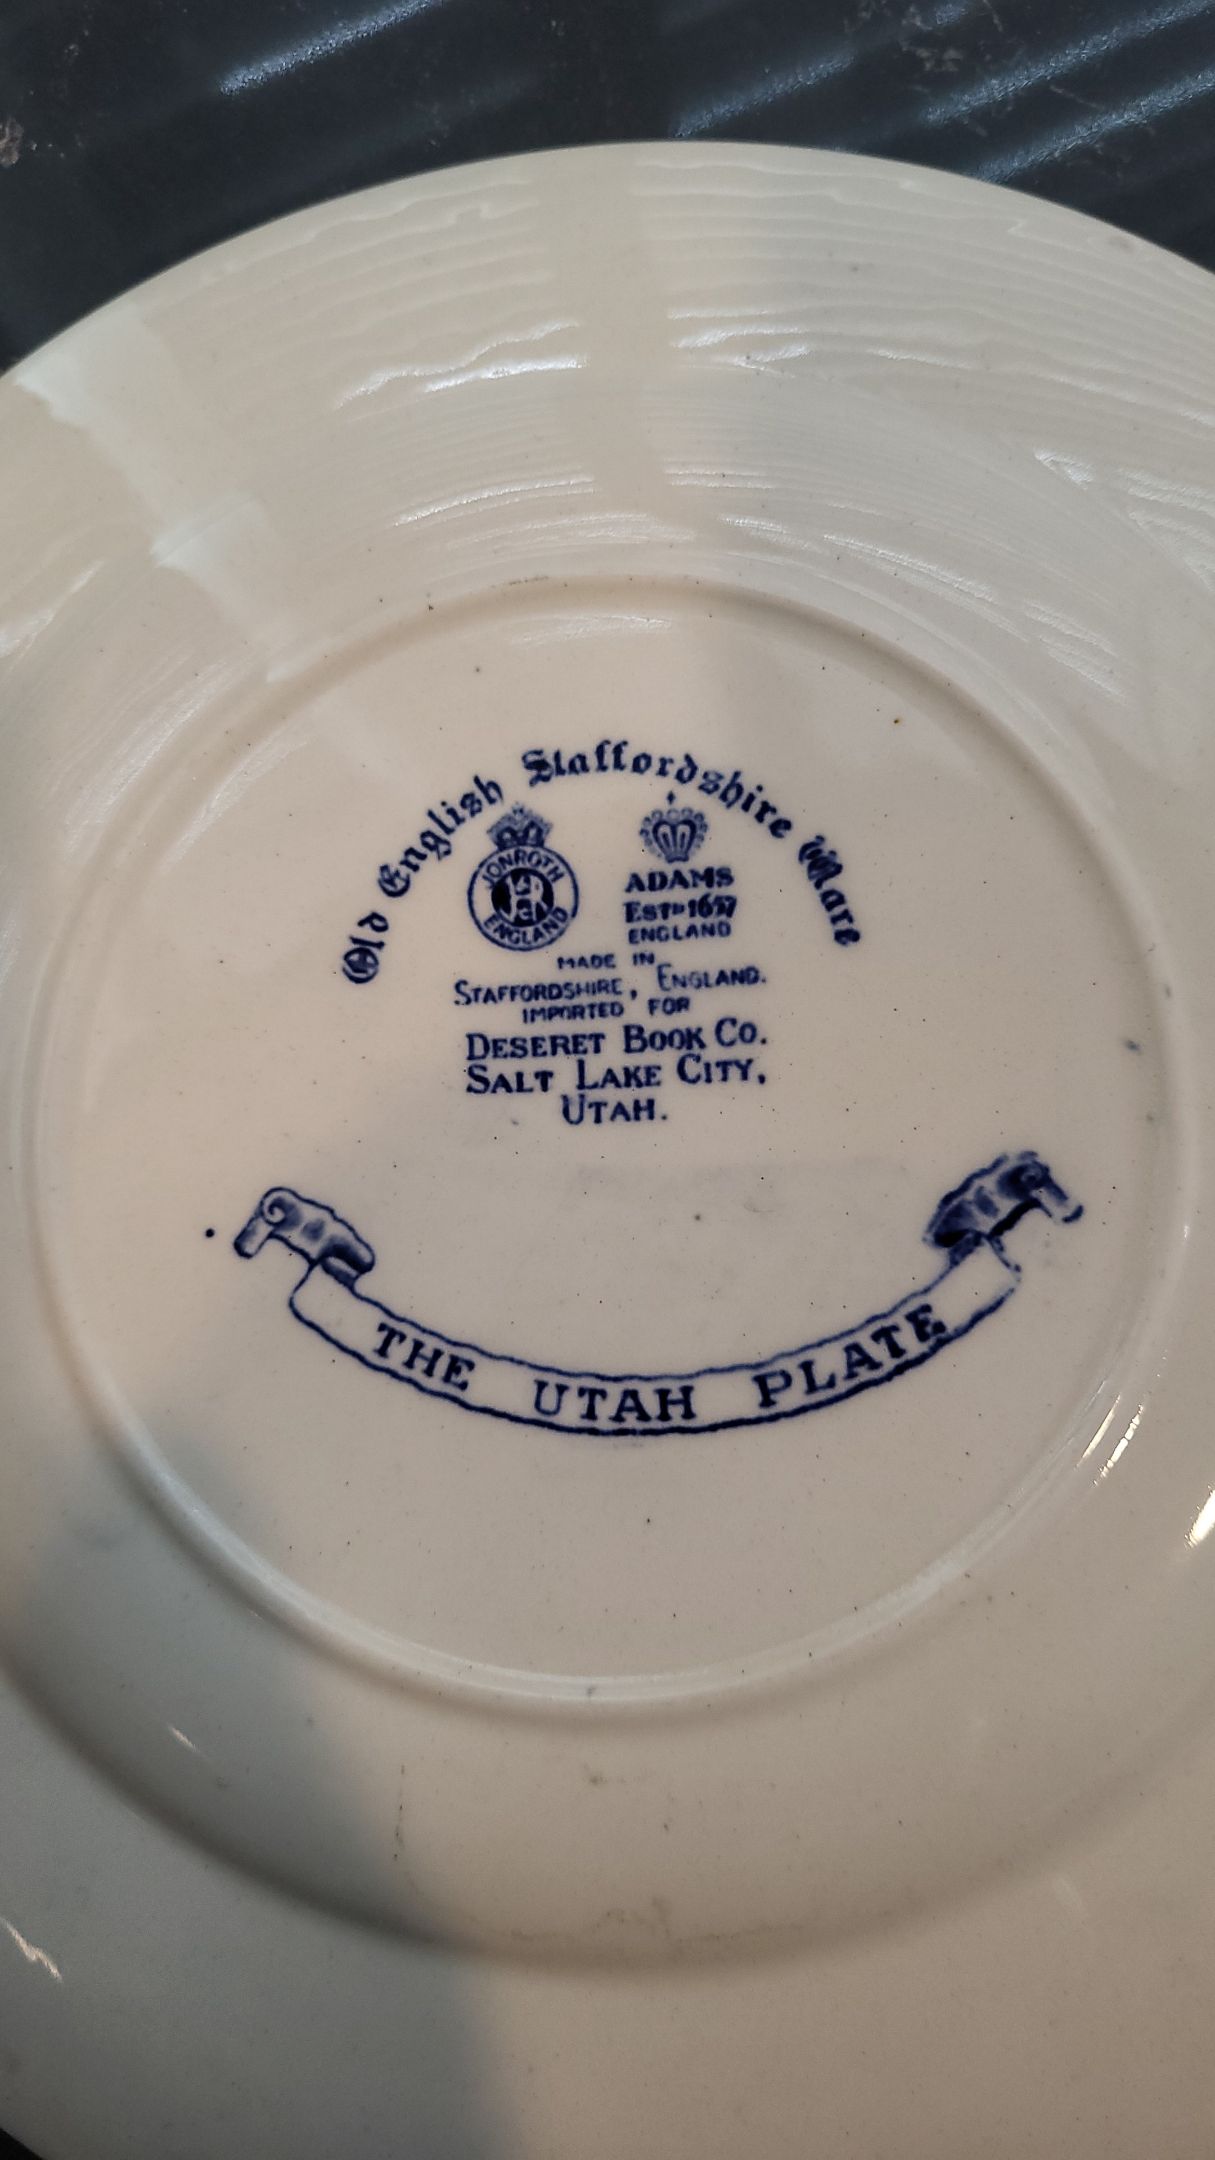 Old English Staffordshire Ware
JONROTH
ENGLAND
ADAMS
ESTD 1657
ENGLAND
MADE IN
STAFFORDSHIRE, ENGLAND.
IMPORTED FOR
DESERET BOOK CO.
SALT LAKE CITY,
UTAH.
THE UTAH PLATE